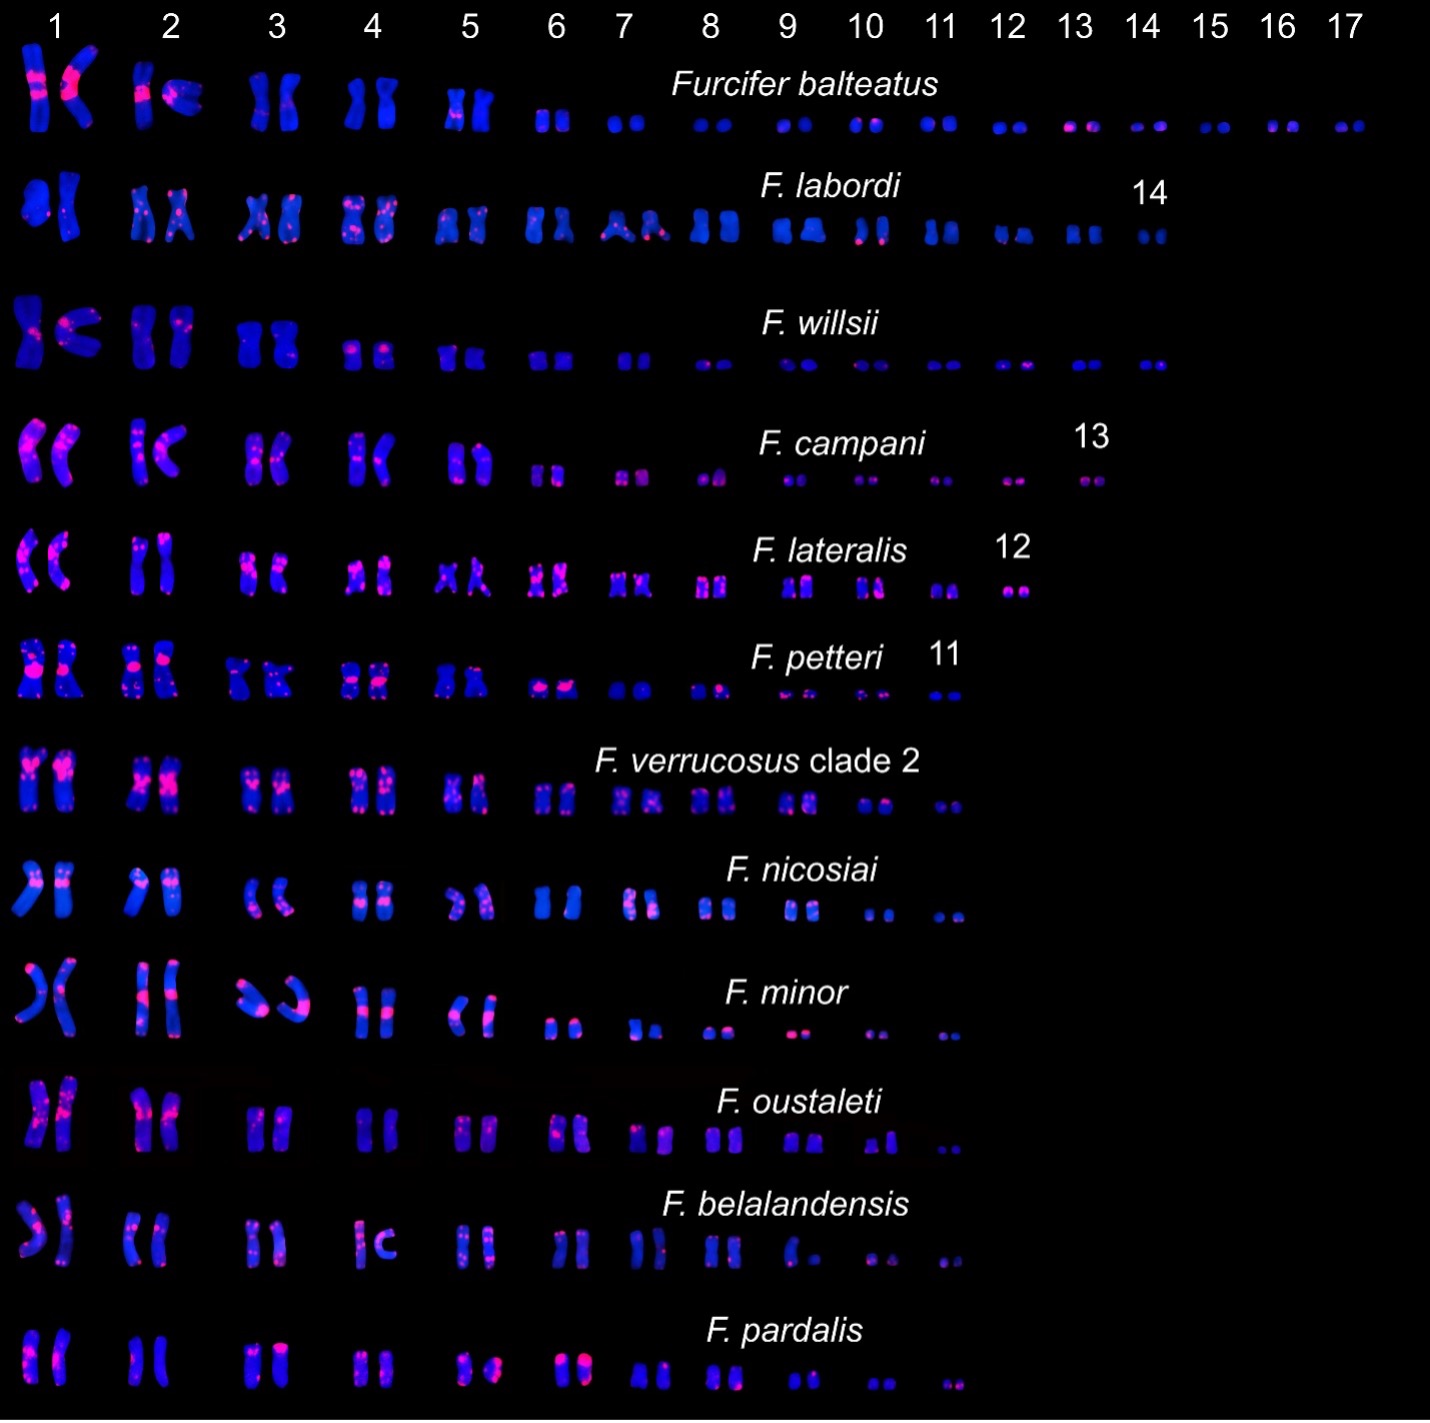 1 2 3 4 5 6 7 8 9 10 11 12 13 14 15 16 17
Furcifer balteatus
F. labordi 14
F. willsii
F. campani 13
F. lateralis 12
F. petteri 11
F. verrucosus clade 2
F. nicosiai
F. minor
F. oustaleti
F. belalandensis
F. pardalis